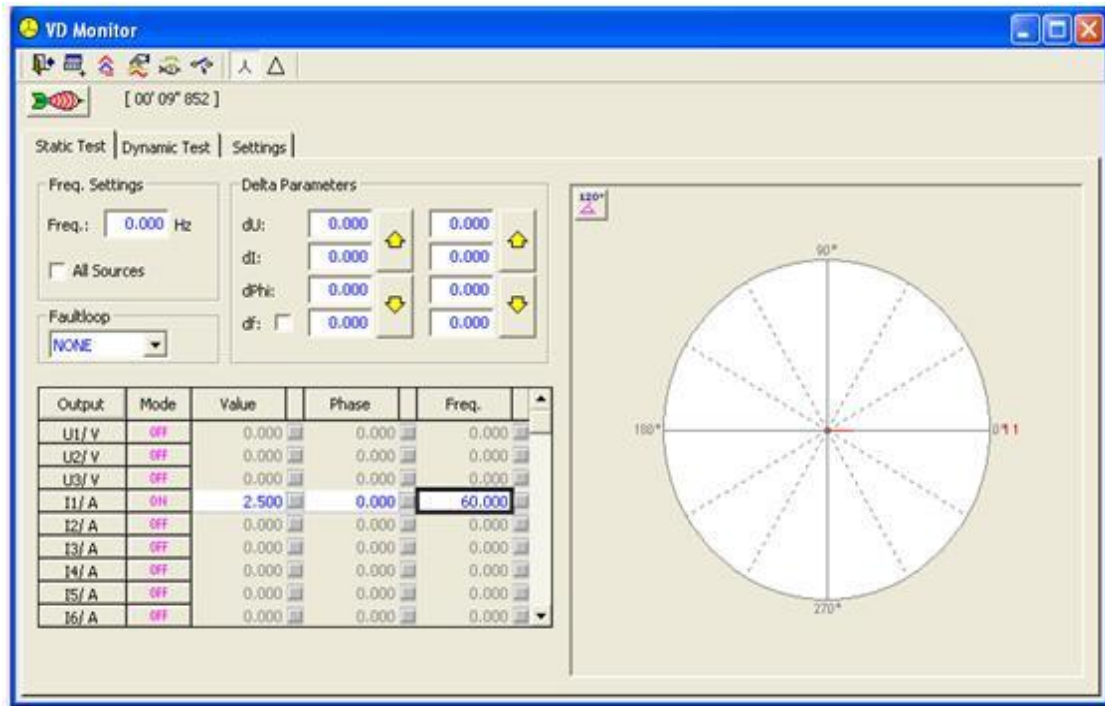 VD Monitor
[ 00' 09" 852 ]
Static Test Dynamic Test Settings
Freq. Settings
Freq.: 0.000 Hz
All Sources
Faultloop
NONE
Delta Parameters
dU: 0.000 0.000
dI: 0.000 0.000
dPhi: 0.000 0.000
df: 0.000 0.000
Output Mode Value Phase Freq.
U1/ V OFF 0.000 0.000 0.000
U2/ V OFF 0.000 0.000 0.000
U3/ V OFF 0.000 0.000 0.000
I1/ A ON 2.500 0.000 60.000
I2/ A OFF 0.000 0.000 0.000
I3/ A OFF 0.000 0.000 0.000
I4/ A OFF 0.000 0.000 0.000
I5/ A OFF 0.000 0.000 0.000
I6/ A OFF 0.000 0.000 0.000
120°
90°
180°
0°
270°